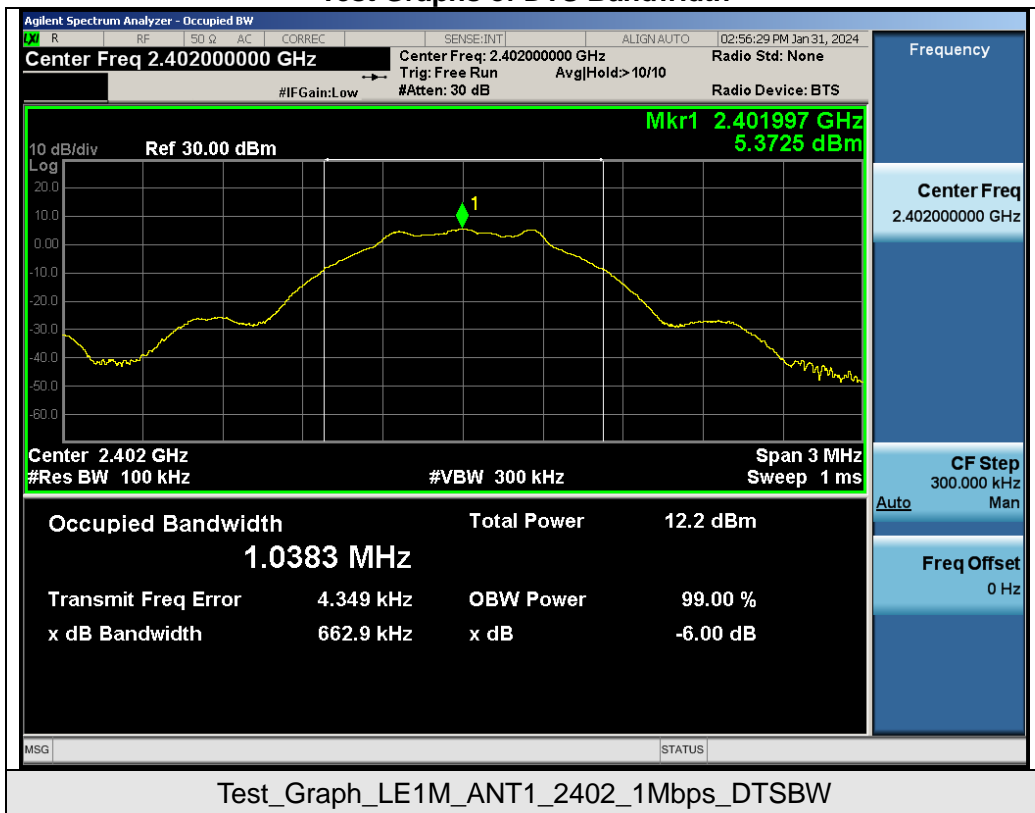 Test Graphs of DTS Bandwidth
Agilent Spectrum Analyzer - Occupied BW
LXI R RF 50 Ω AC CORREC SENSE:INT ALIGN AUTO 02:56:29 PM Jan 31, 2024
Center Freq 2.402000000 GHz
Center Freq: 2.402000000 GHz Radio Std: None
Trig: Free Run Avg|Hold:> 10/10
#IFGain:Low #Atten: 30 dB Radio Device: BTS
Frequency
Mkr1 2.401997 GHz
5.3725 dBm
10 dB/div Ref 30.00 dBm
Log
20.0
10.0
0.00
-10.0
-20.0
-30.0
-40.0
-50.0
-60.0
1
Center 2.402 GHz Span 3 MHz
#Res BW 100 kHz #VBW 300 kHz Sweep 1 ms
Center Freq
2.402000000 GHz
CF Step
300.000 kHz
Auto Man
Freq Offset
0 Hz
Occupied Bandwidth Total Power 12.2 dBm
1.0383 MHz
Transmit Freq Error 4.349 kHz OBW Power 99.00 %
x dB Bandwidth 662.9 kHz x dB -6.00 dB
MSG STATUS
Test_Graph_LE1M_ANT1_2402_1Mbps_DTSBW